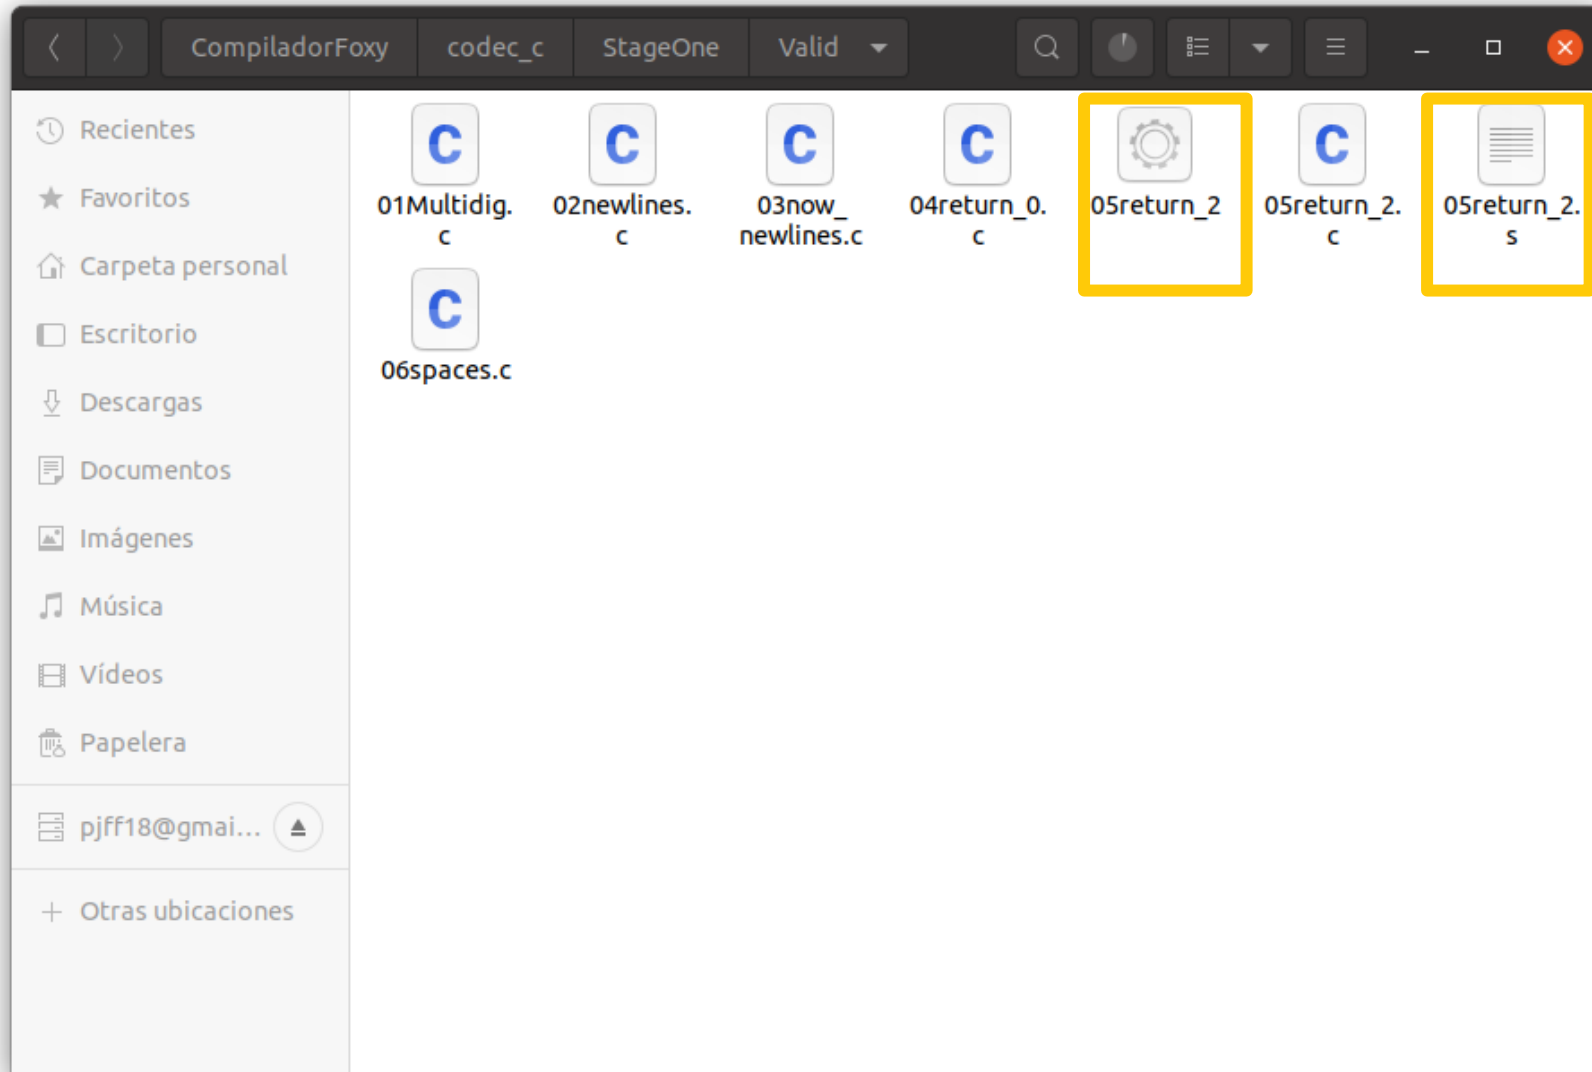 CompiladorFoxy codec_c StageOne Valid
Recientes
Favoritos
Carpeta personal
Escritorio
Descargas
Documentos
Imágenes
Música
Vídeos
Papelera
pjff18@gmai...
Otras ubicaciones
01Multidig.
c
02newlines.
c
03now_
newlines.c
04return_0.
c
05return_2
05return_2.
c
05return_2.
s
06spaces.c